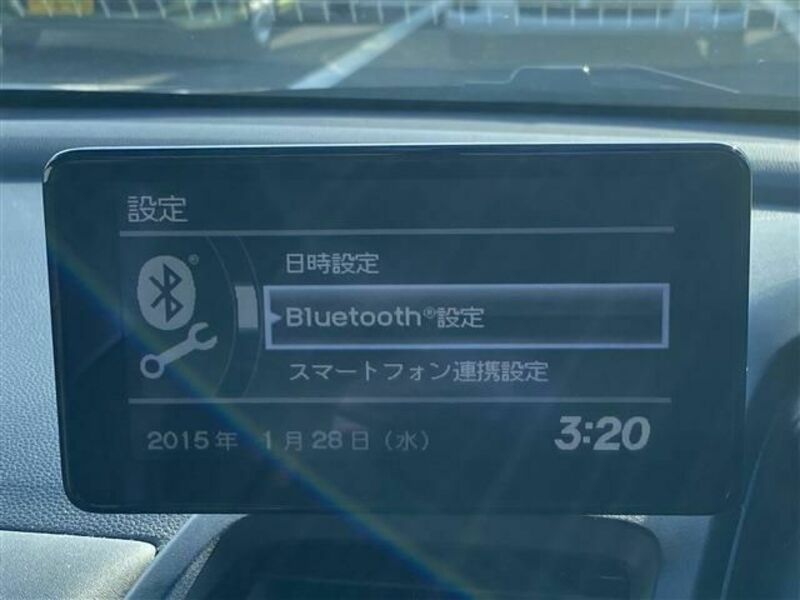 設定
日時設定
Bluetooth®設定
スマートフォン連携設定
2015年 1月28日(水) 3:20